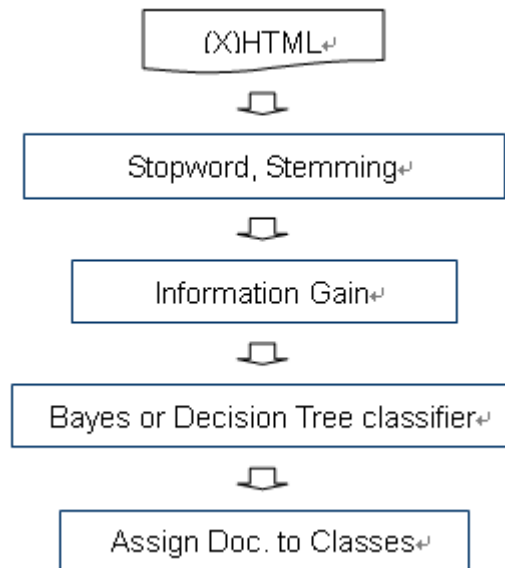 (X)HTML↵
Stopword, Stemming↵
Information Gain↵
Bayes or Decision Tree classifier↵
Assign Doc. to Classes↵